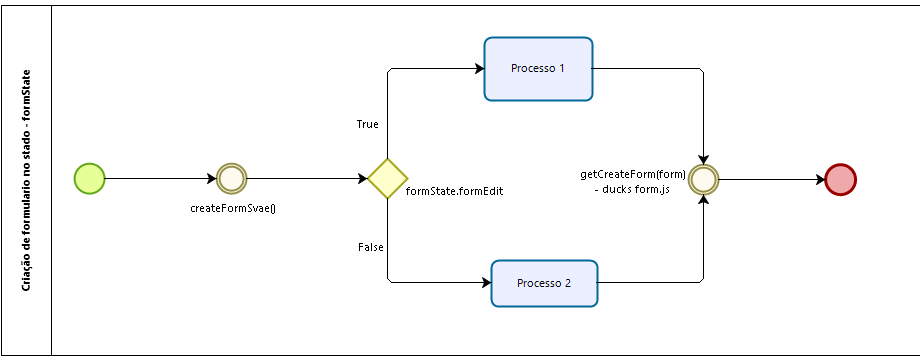 Criação de formulario no stado - formState
createFormSvae()
True
formState.formEdit
False
Processo 1
Processo 2
getCreateForm(form)
- ducks form.js